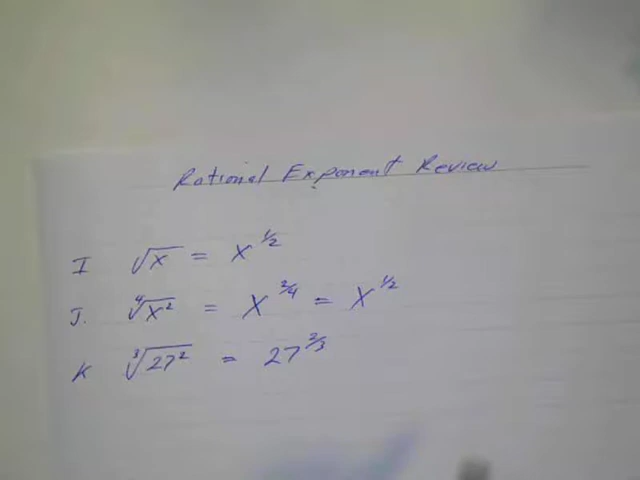 Rational Exponent Review
I √x = x^1/2
J. ⁴√x² = x^2/4 = x^1/2
K ³√27² = 27^2/3